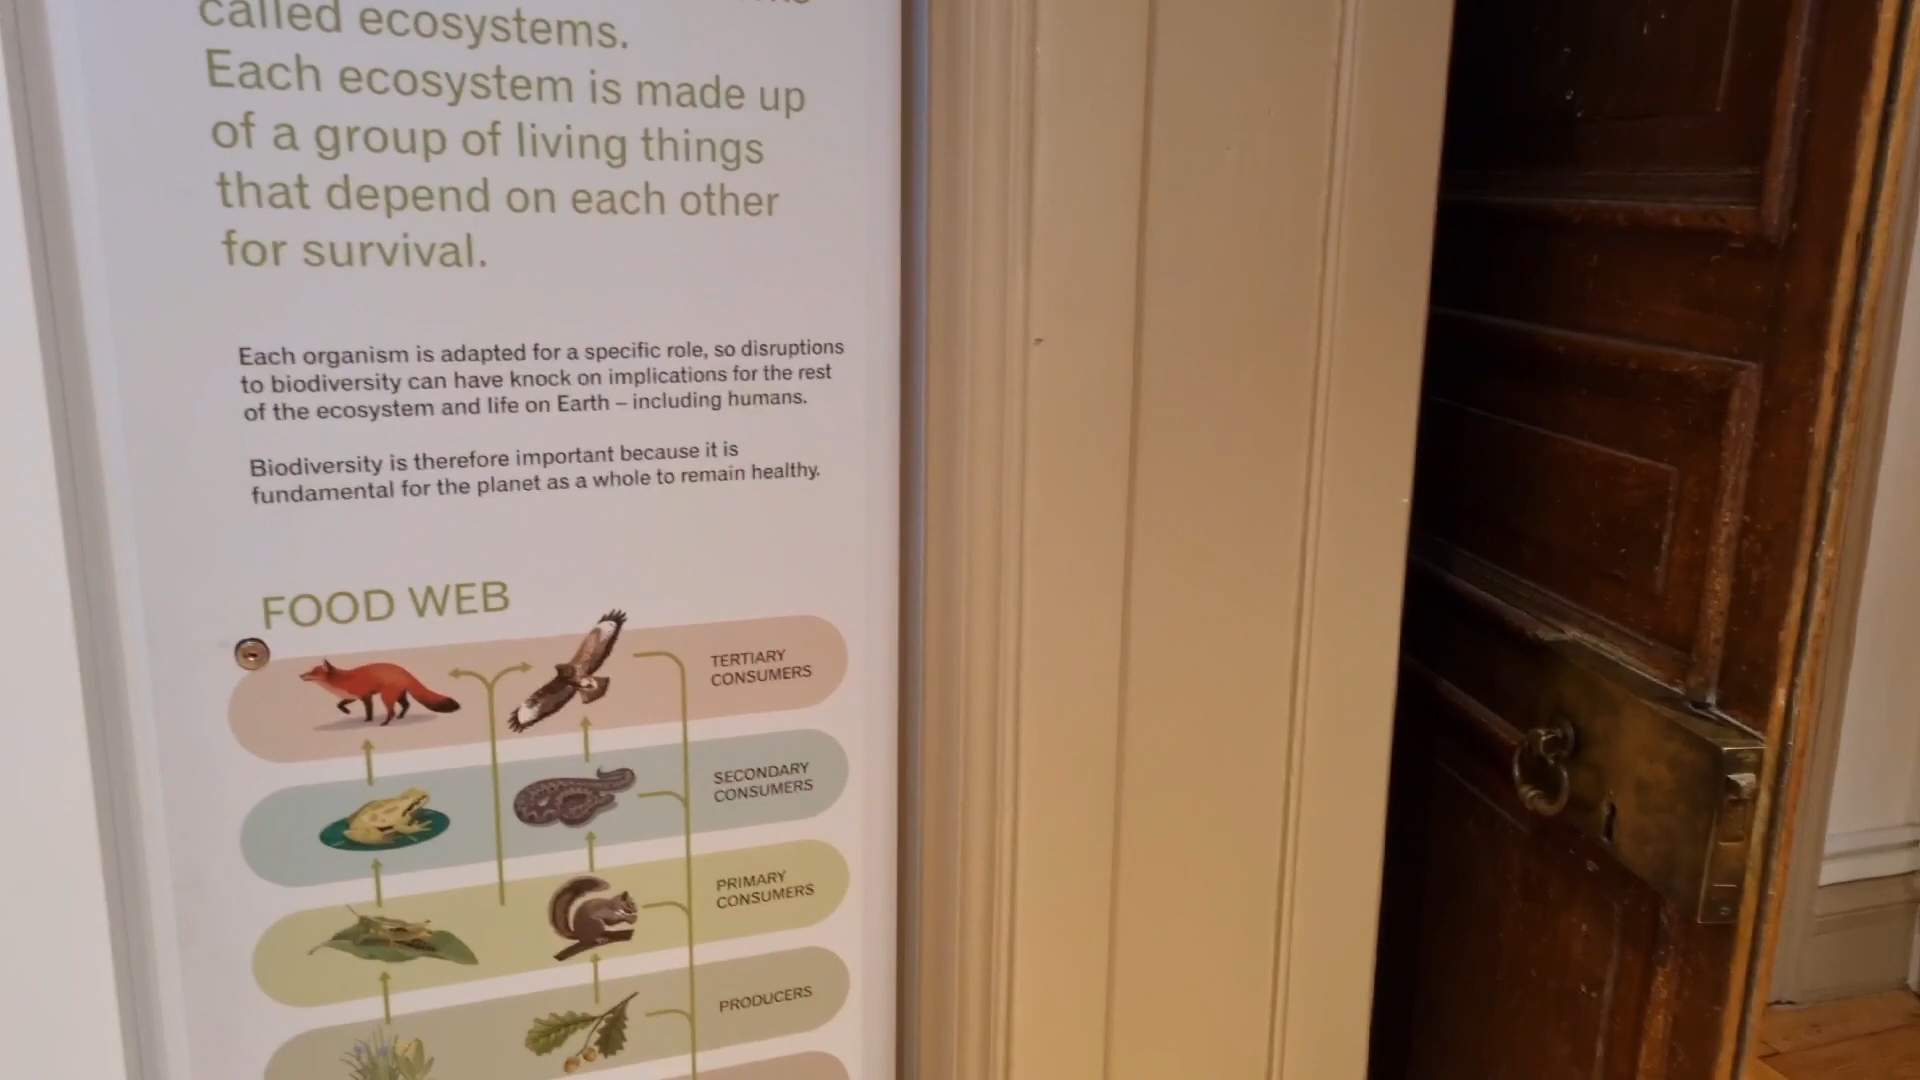 called ecosystems.
Each ecosystem is made up
of a group of living things
that depend on each other
for survival.
Each organism is adapted for a specific role, so disruptions
to biodiversity can have knock on implications for the rest
of the ecosystem and life on Earth – including humans.
Biodiversity is therefore important because it is
fundamental for the planet as a whole to remain healthy.
FOOD WEB
TERTIARY
CONSUMERS
SECONDARY
CONSUMERS
PRIMARY
CONSUMERS
PRODUCERS